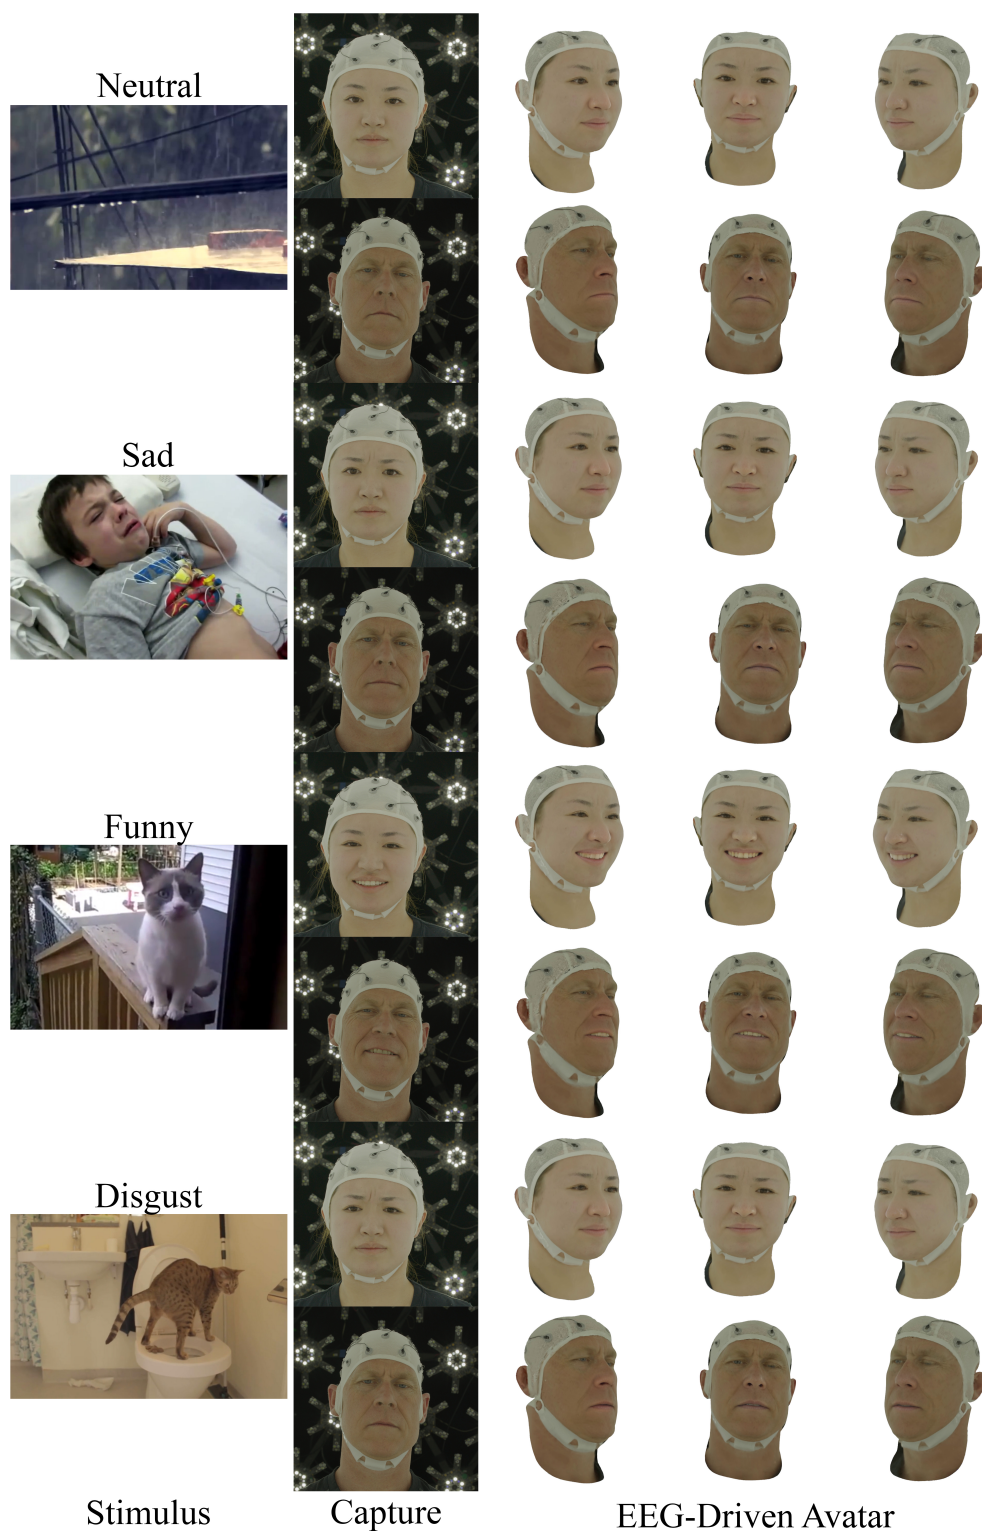 Neutral
Sad
Funny
Disgust
Stimulus
Capture
EEG-Driven Avatar